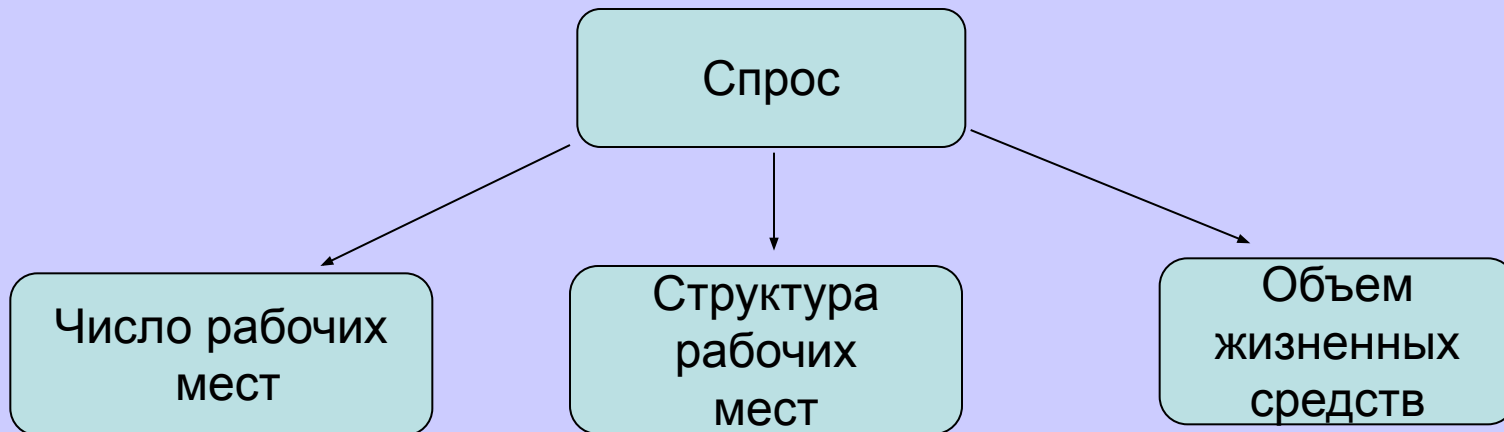 Спрос
Число рабочих
мест
Структура
рабочих
мест
Объем
жизненных
средств